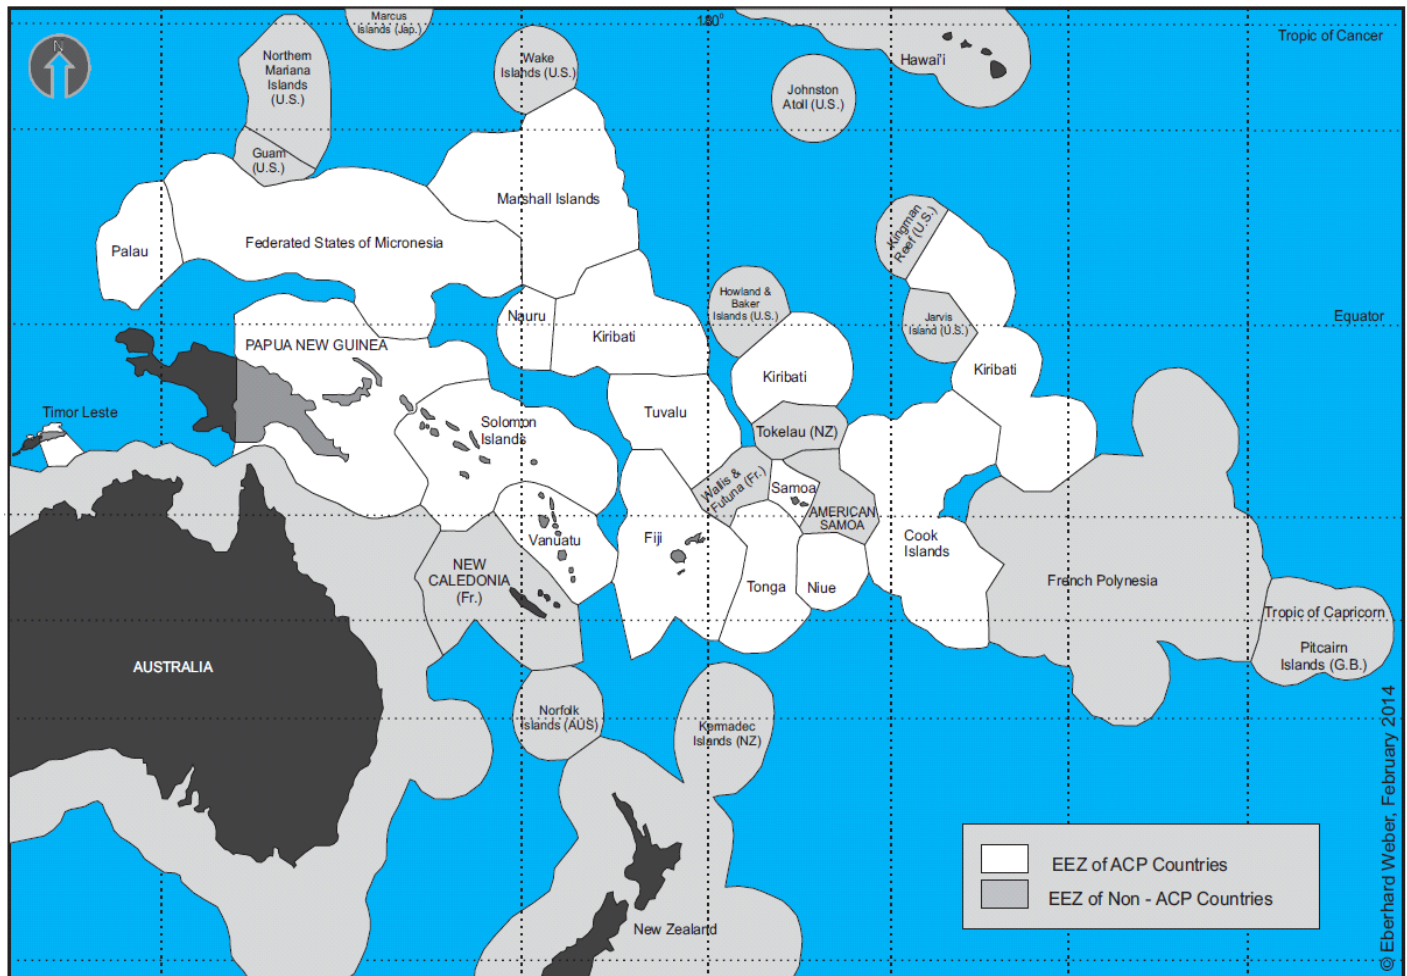 Marcus
Islands (Jap.)
180⁰
Tropic of Cancer
N
Northern
Mariana
Islands
(U.S.)
Wake
Islands (U.S.)
Hawai'i
Johnston
Atoll (U.S.)
Guam
(U.S.)
Marshall Islands
Kingman
Reef (U.S.)
Palau
Federated States of Micronesia
Howland &
Baker
Islands (U.S.)
Nauru
Jarvis
Island (U.S.)
Equator
Kiribati
PAPUA NEW GUINEA
Kiribati
Kiribati
Timor Leste
Tuvalu
Solomon
Islands
Tokelau (NZ)
Wallis &
Futuna (Fr.)
Samoa
AMERICAN
SAMOA
Vanuatu
Fiji
Cook
Islands
NEW
CALEDONIA
(Fr.)
Tonga
Niue
French Polynesia
Tropic of Capricorn
Pitcairn
Islands (G.B.)
AUSTRALIA
Norfolk
Islands (AUS)
Kermadec
Islands (NZ)
New Zealand
EEZ of ACP Countries
EEZ of Non - ACP Countries
© Eberhard Weber, February 2014